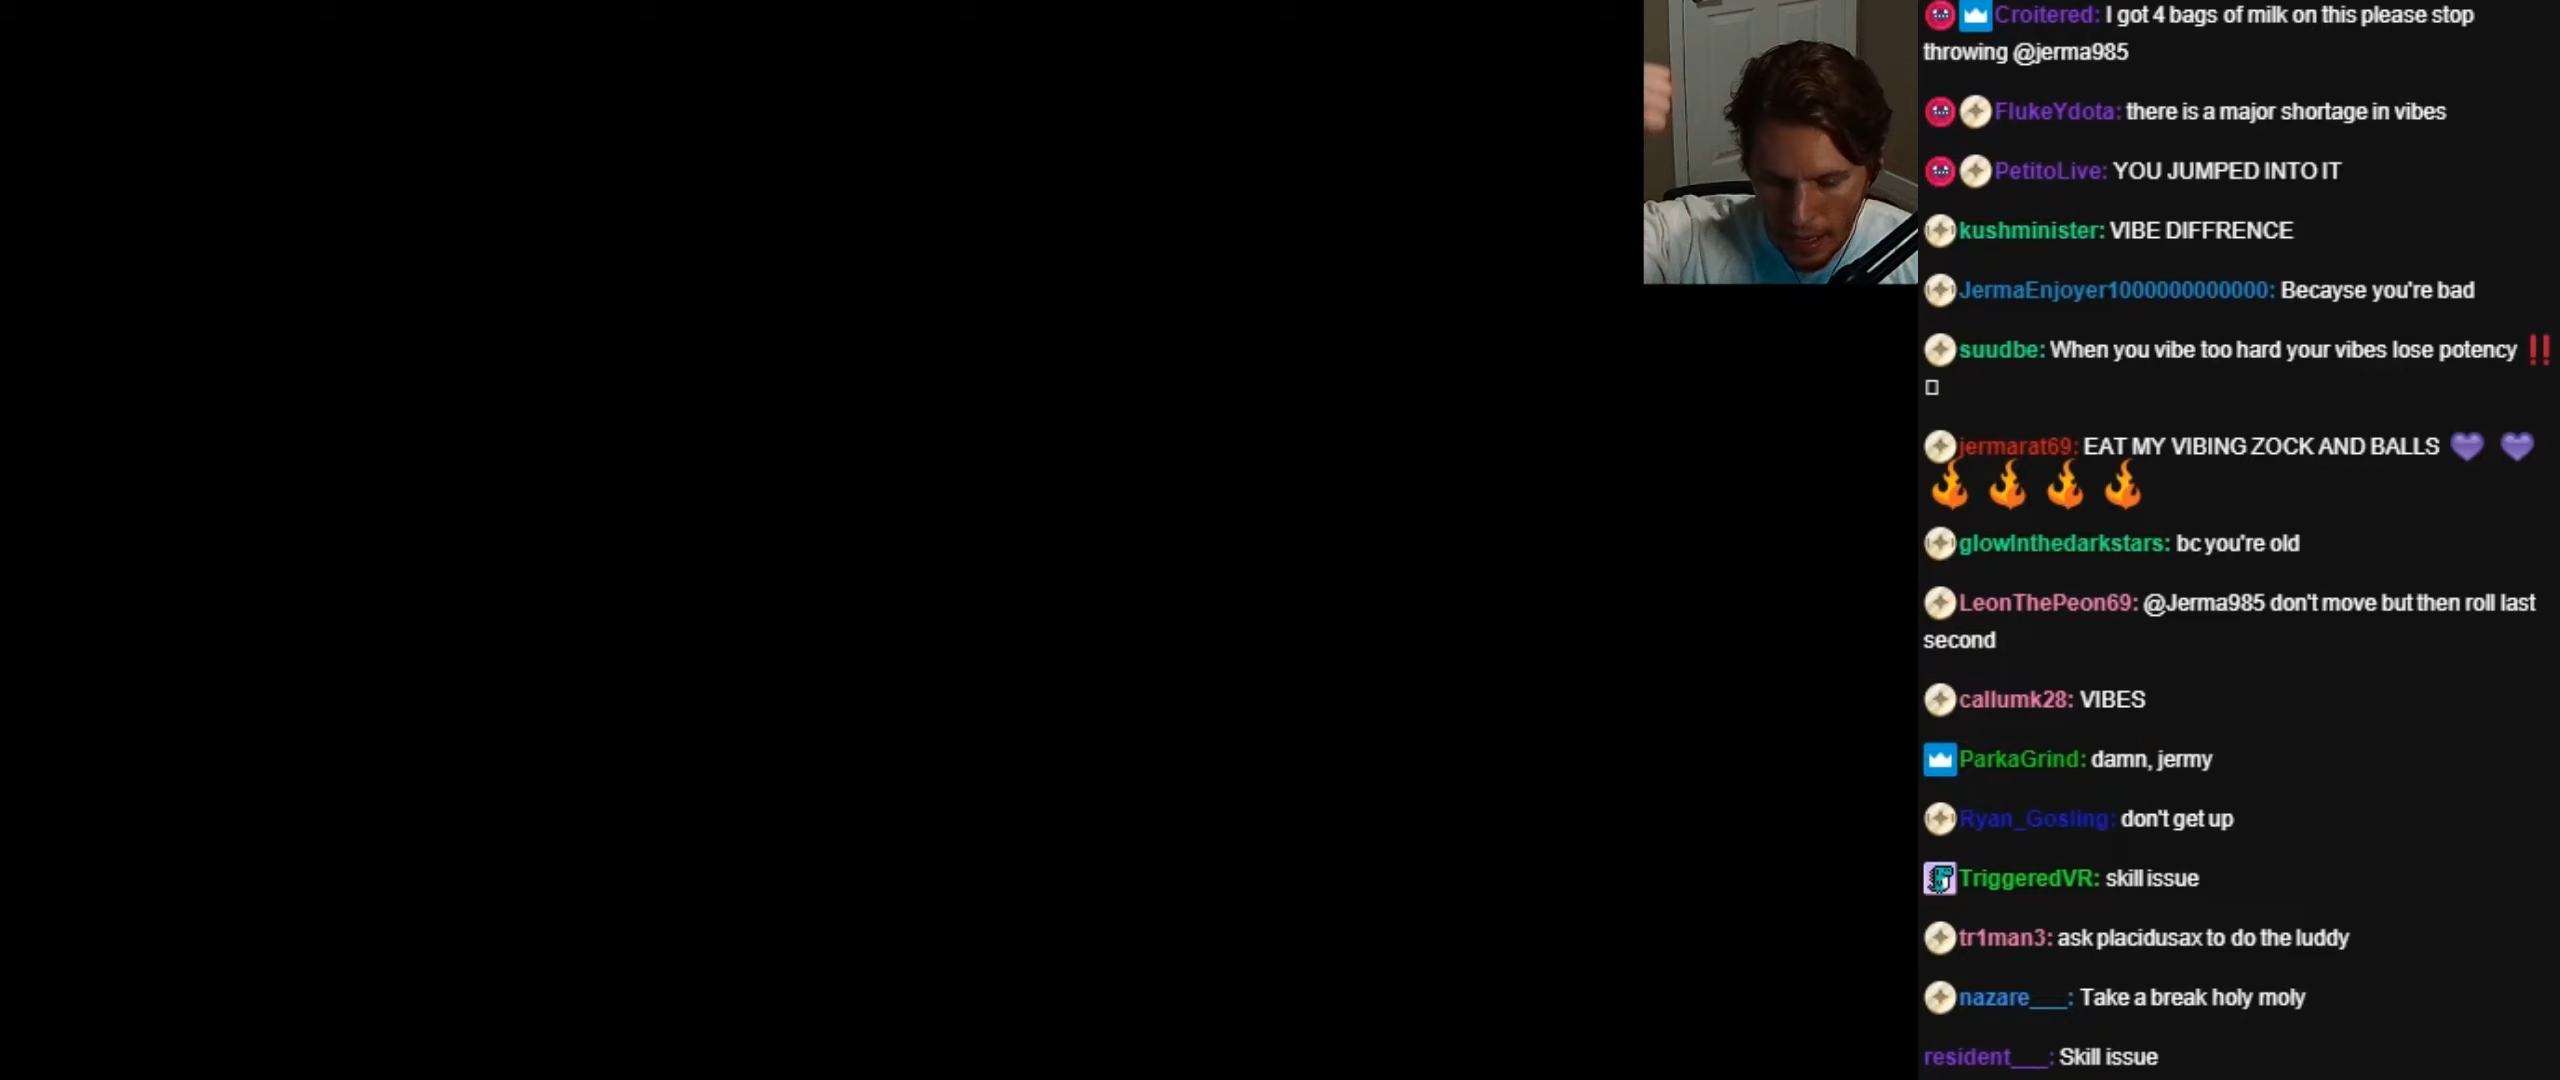 Croitered: I got 4 bags of milk on this please stop
throwing @jerma985
FlukeYdota: there is a major shortage in vibes
PetitoLive: YOU JUMPED INTO IT
kushminister: VIBE DIFFRENCE
JermaEnjoyer1000000000000: Becayse you're bad
suudbe: When you vibe too hard your vibes lose potency ‼
jermarat69: EAT MY VIBING ZOCK AND BALLS 💜 💜
🔥 🔥 🔥 🔥
glowInthedarkstars: bc you're old
LeonThePeon69: @Jerma985 don't move but then roll last
second
callumk28: VIBES
ParkaGrind: damn, jermy
Ryan_Gosling: don't get up
TriggeredVR: skill issue
tr1man3: ask placidusax to do the luddy
nazare___: Take a break holy moly
resident___: Skill issue